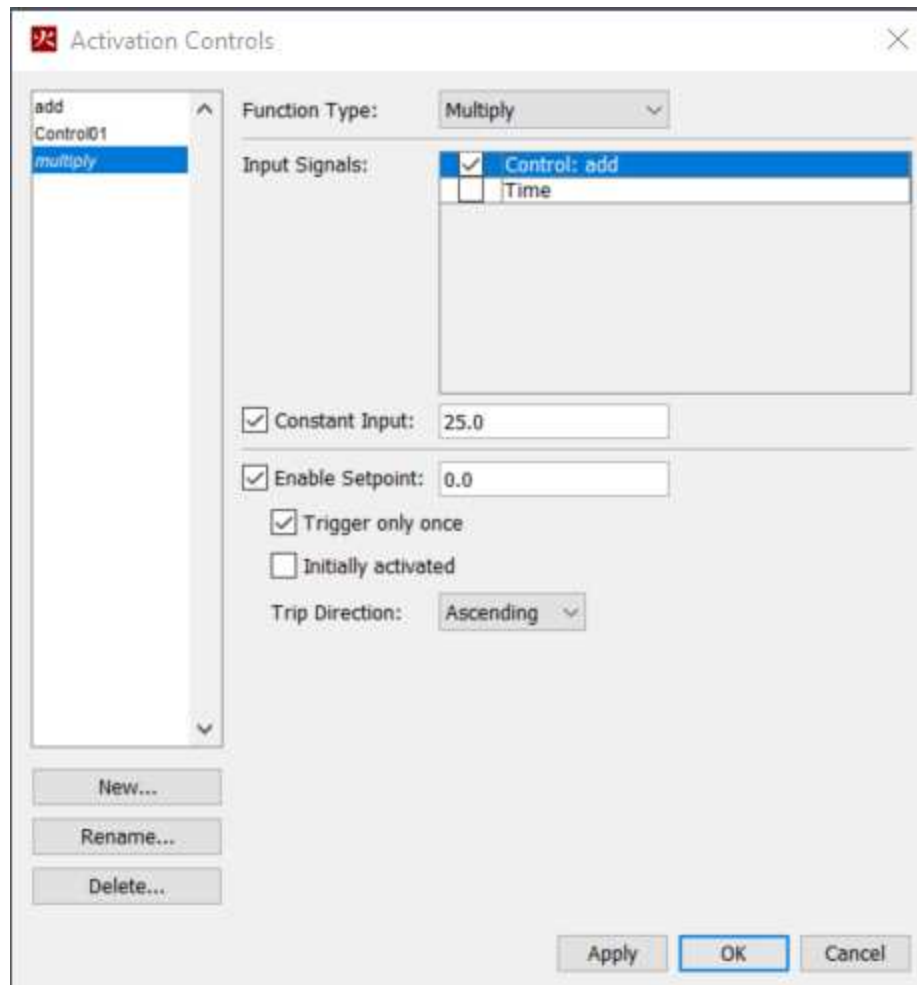 Activation Controls
add
Control01
multiply
Function Type: Multiply
Input Signals:
Control: add
Time
Constant Input: 25.0
Enable Setpoint: 0.0
Trigger only once
Initially activated
Trip Direction: Ascending
New...
Rename...
Delete...
Apply OK Cancel